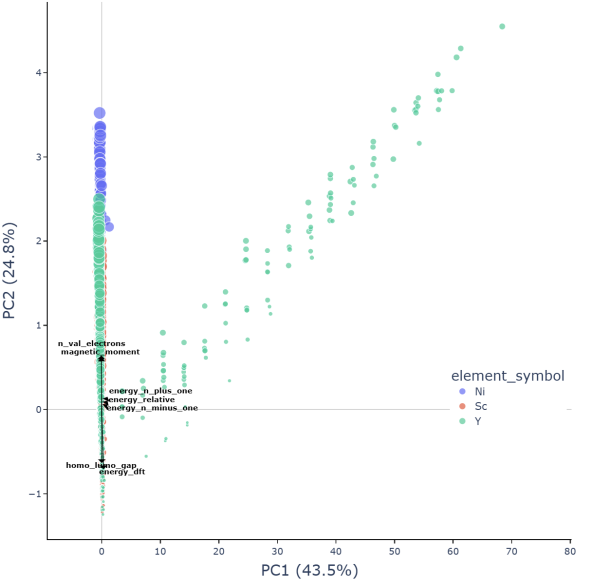 4
3
2
1
0
−1
PC2 (24.8%)
n_val_electrons
magnetic_moment
energy_n_plus_one
energy_relative
energy_n_minus_one
homo_lumo_gap
energy_dft
element_symbol
Ni
Sc
Y
0 10 20 30 40 50 60 70 80
PC1 (43.5%)